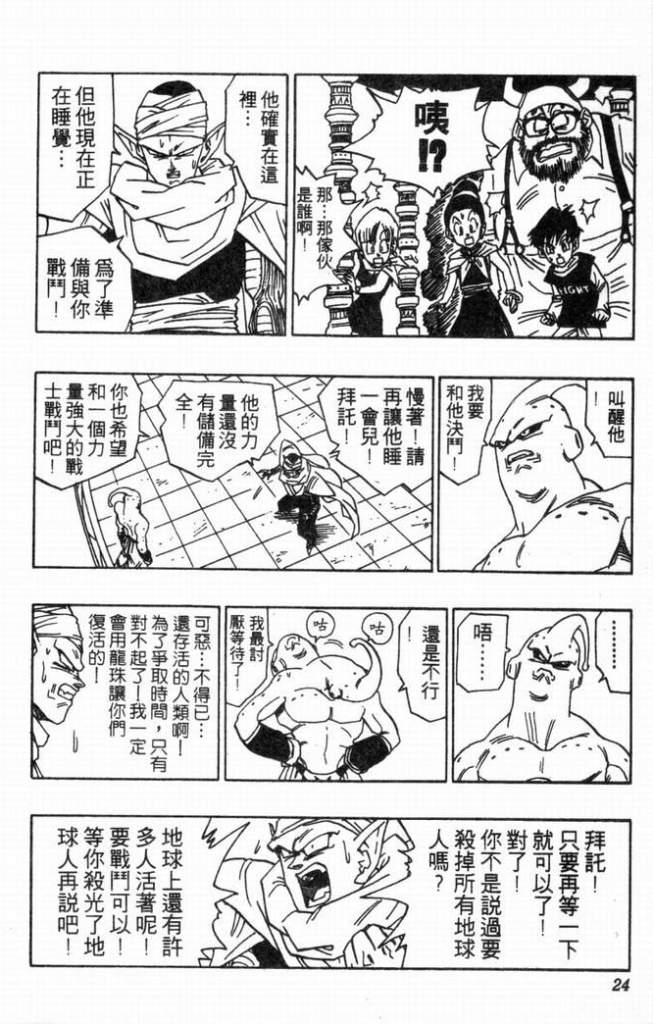 咦
!?
那…那傢伙
是誰啊！
IGHTY
他確實在這
裡…
但他現在正
在睡覺…
為了準
備與你
戰鬥！
叫醒他
！
我要
和他決鬥！
慢著！請
再讓他睡
一會兒！
拜託！
他的力
量還沒
有儲備完
全！
你也希望
和一個力
量強大的戰
士戰鬥吧！
………
唔……
還是不行
！
咕
咕
我最討
厭等待了！
可惡…不得已…
還存活的人類啊！
為了爭取時間，只有
對不起了！我一定
會用龍珠讓你們
復活的！
拜託！
只要再等一下
就可以了！
對了！
你不是說過要
殺掉所有地球
人嗎？
地球上還有許
多人活著呢！
要戰鬥可以！
等你殺光了地
球人再說吧！
24